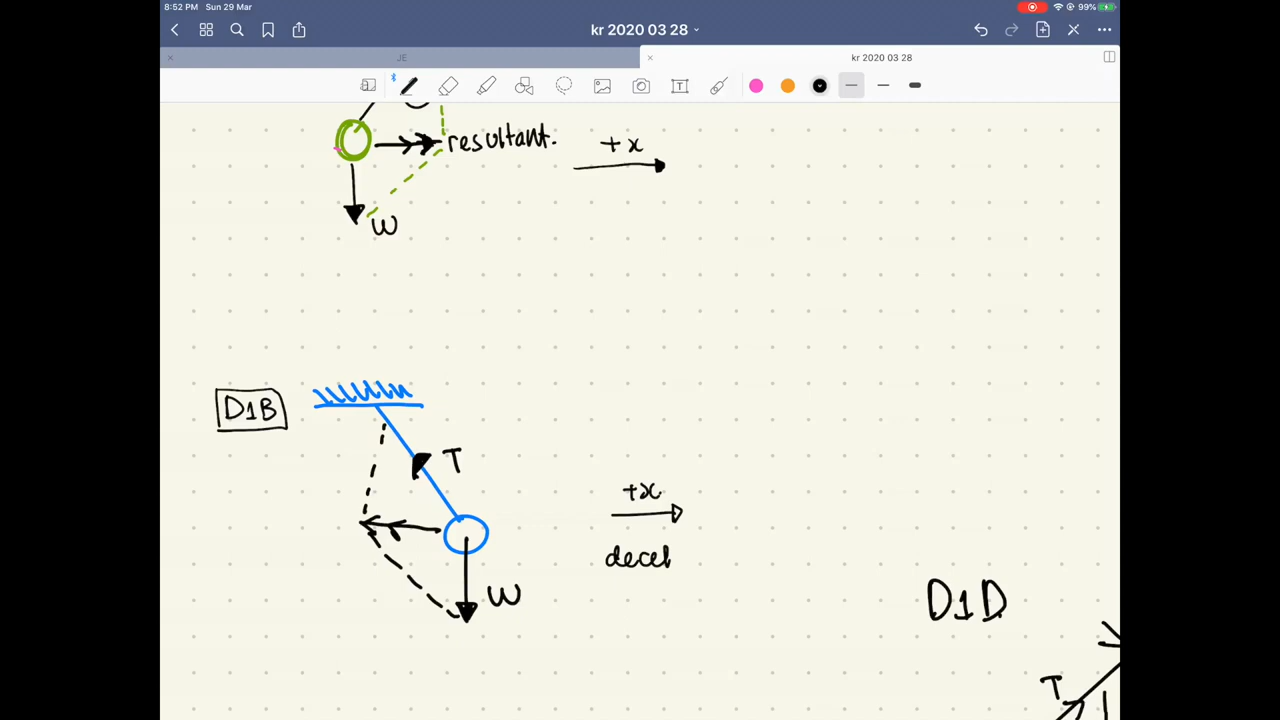 8:52 PM Sun 29 Mar
99%
kr 2020 03 28
JE
kr 2020 03 28
resultant.
+x
W
D1B
T
+x
decel
W
D1D
T